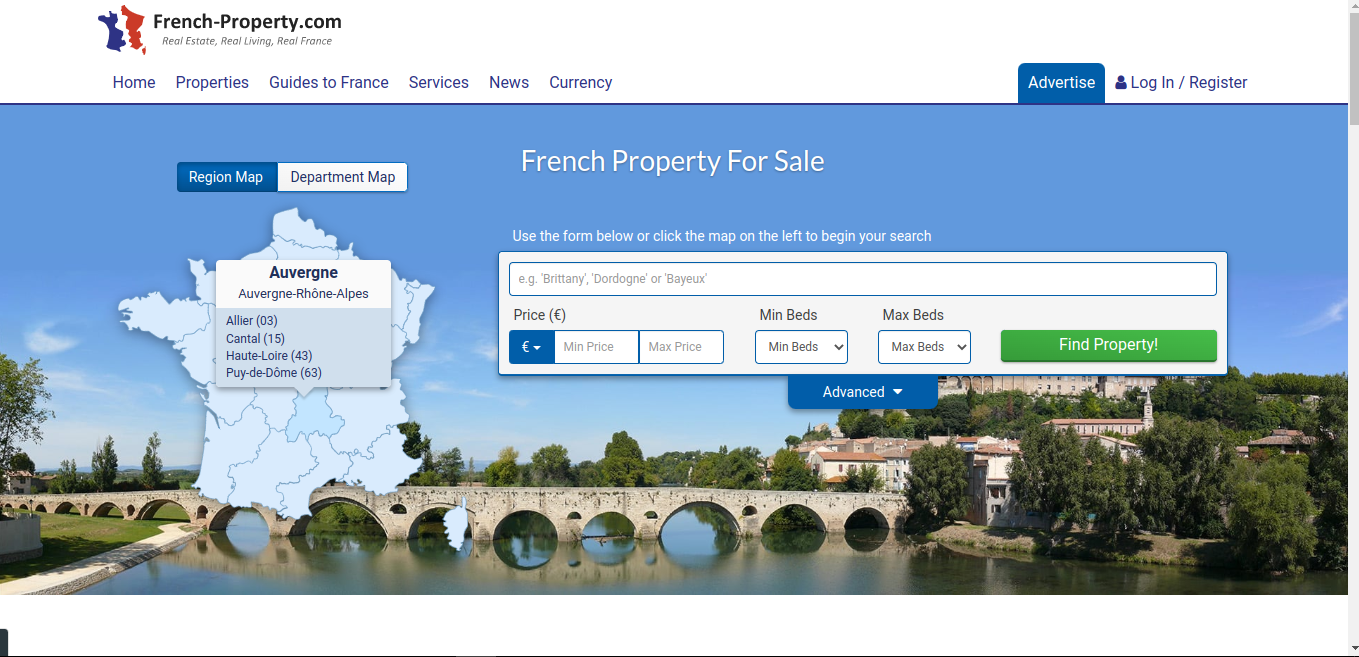 French-Property.com
Real Estate, Real Living, Real France
Home Properties Guides to France Services News Currency Advertise Log In / Register
French Property For Sale
Region Map Department Map
Use the form below or click the map on the left to begin your search
Auvergne
Auvergne-Rhône-Alpes
Allier (03)
Cantal (15)
Haute-Loire (43)
Puy-de-Dôme (63)
e.g. 'Brittany', 'Dordogne' or 'Bayeux'
Price (€) Min Beds Max Beds
€ Min Price Max Price Min Beds Max Beds Find Property!
Advanced